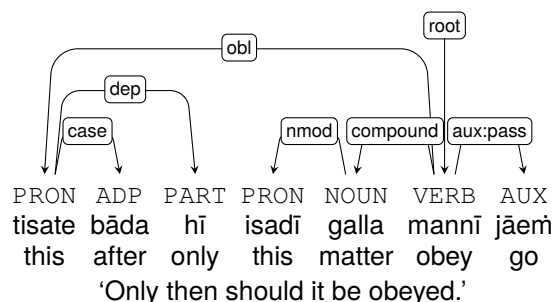 root
obl
dep
case nmod compound aux:pass
PRON ADP PART PRON NOUN VERB AUX
tisate bāda hī isadī galla mannī jāeṁ
this after only this matter obey go
‘Only then should it be obeyed.’